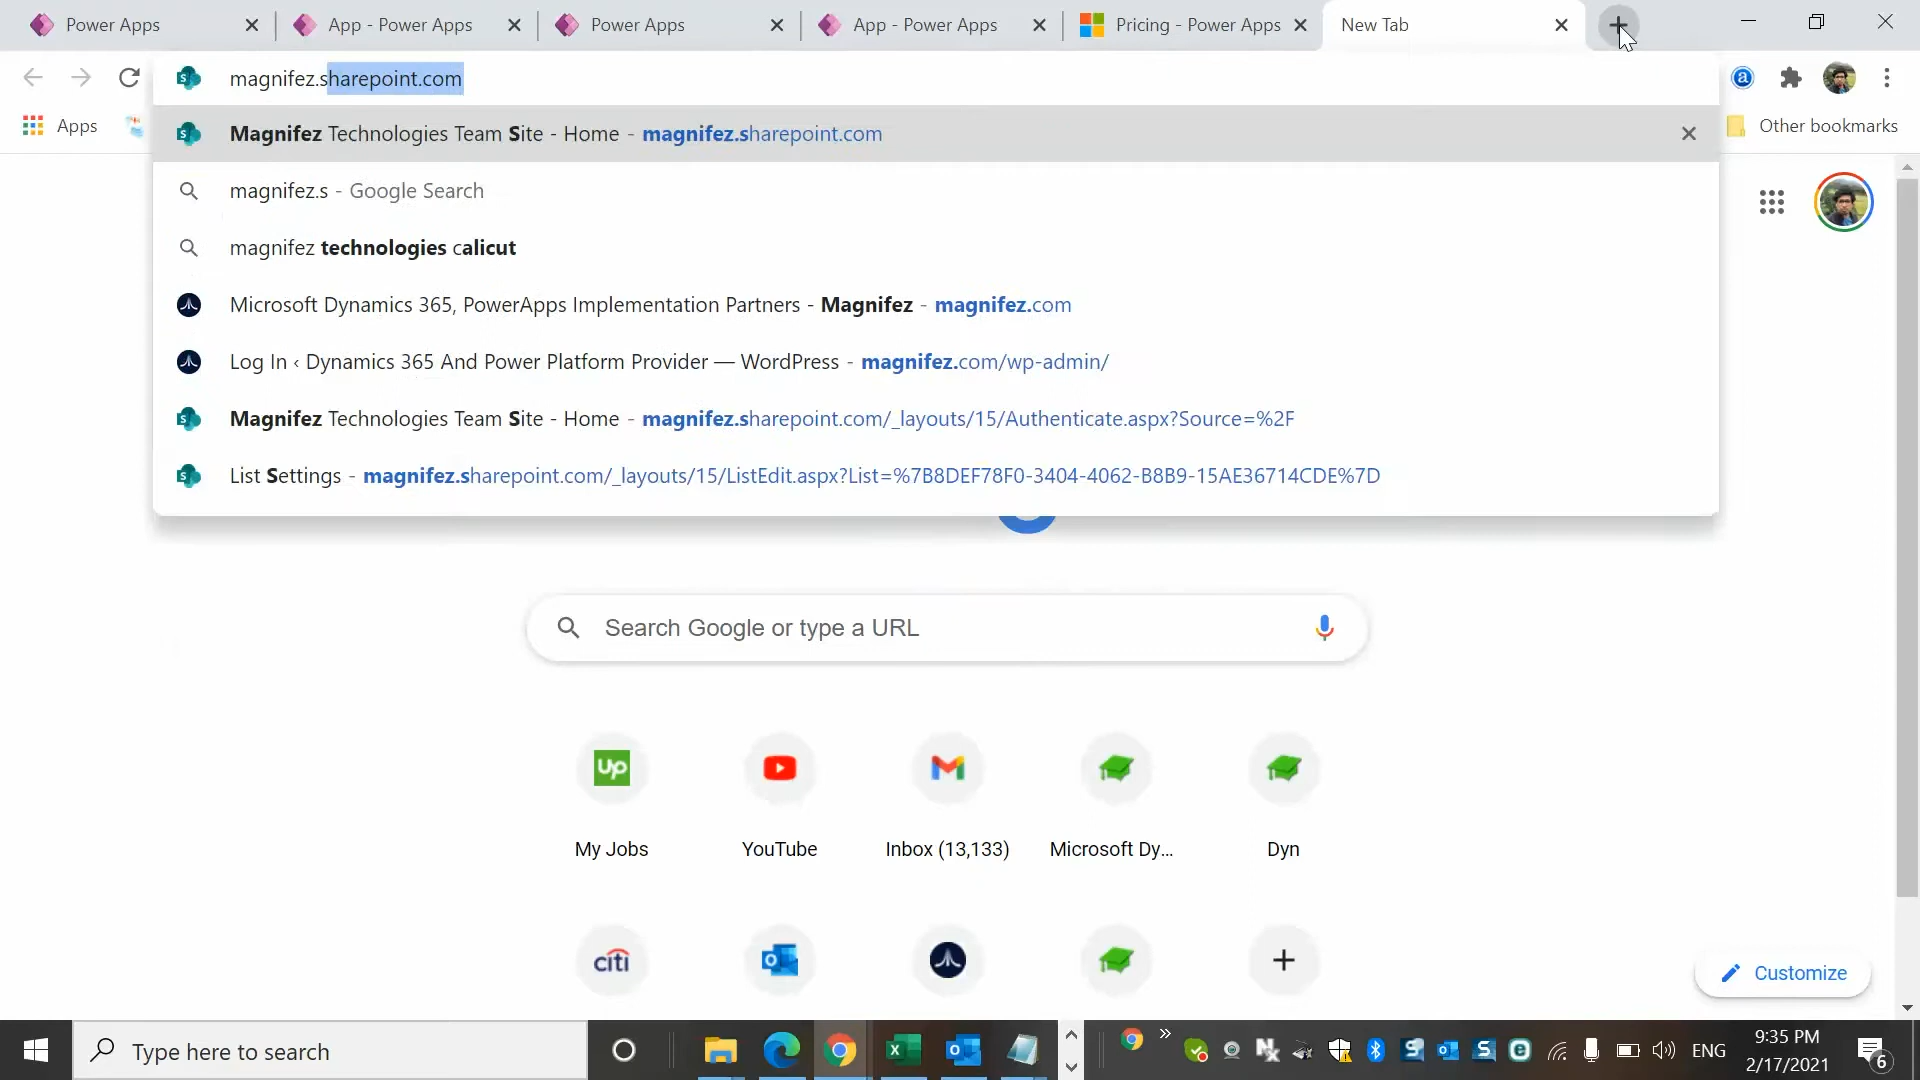 Power Apps
App - Power Apps
Power Apps
App - Power Apps
Pricing - Power Apps
New Tab
magnifez.sharepoint.com
a
Apps
Magnifez Technologies Team Site - Home - magnifez.sharepoint.com
Other bookmarks
magnifez.s - Google Search
magnifez technologies calicut
Microsoft Dynamics 365, PowerApps Implementation Partners - Magnifez - magnifez.com
Log In ‹ Dynamics 365 And Power Platform Provider — WordPress - magnifez.com/wp-admin/
Magnifez Technologies Team Site - Home - magnifez.sharepoint.com/_layouts/15/Authenticate.aspx?Source=%2F
List Settings - magnifez.sharepoint.com/_layouts/15/ListEdit.aspx?List=%7B8DEF78F0-3404-4062-B8B9-15AE36714CDE%7D
Search Google or type a URL
Up
My Jobs
YouTube
Inbox (13,133)
Microsoft Dy...
Dyn
citi
Customize
Type here to search
ENG
9:35 PM
2/17/2021
6